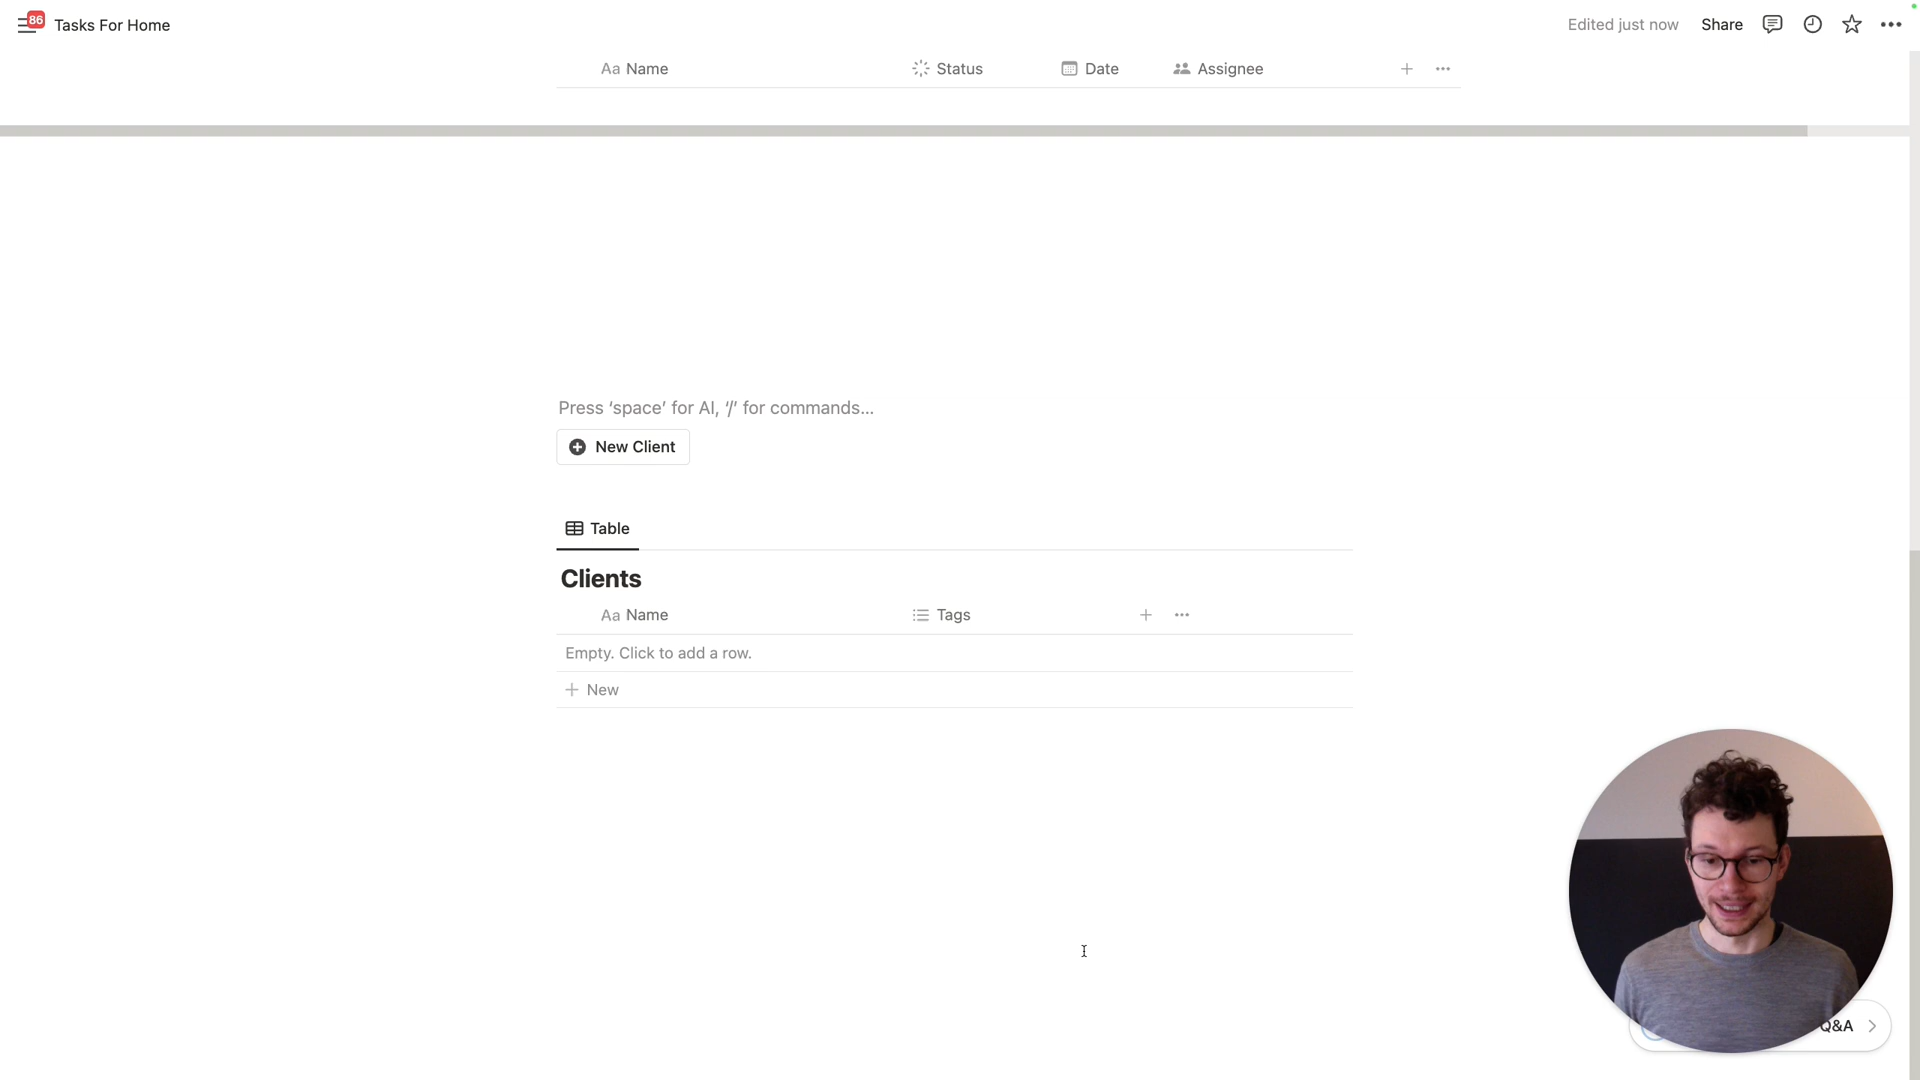 86
Tasks For Home
Edited just now
Share
Aa Name
Status
Date
Assignee
Press ‘space’ for AI, ‘/’ for commands…
New Client
Table
Clients
Aa Name
Tags
Empty. Click to add a row.
New
Q&A